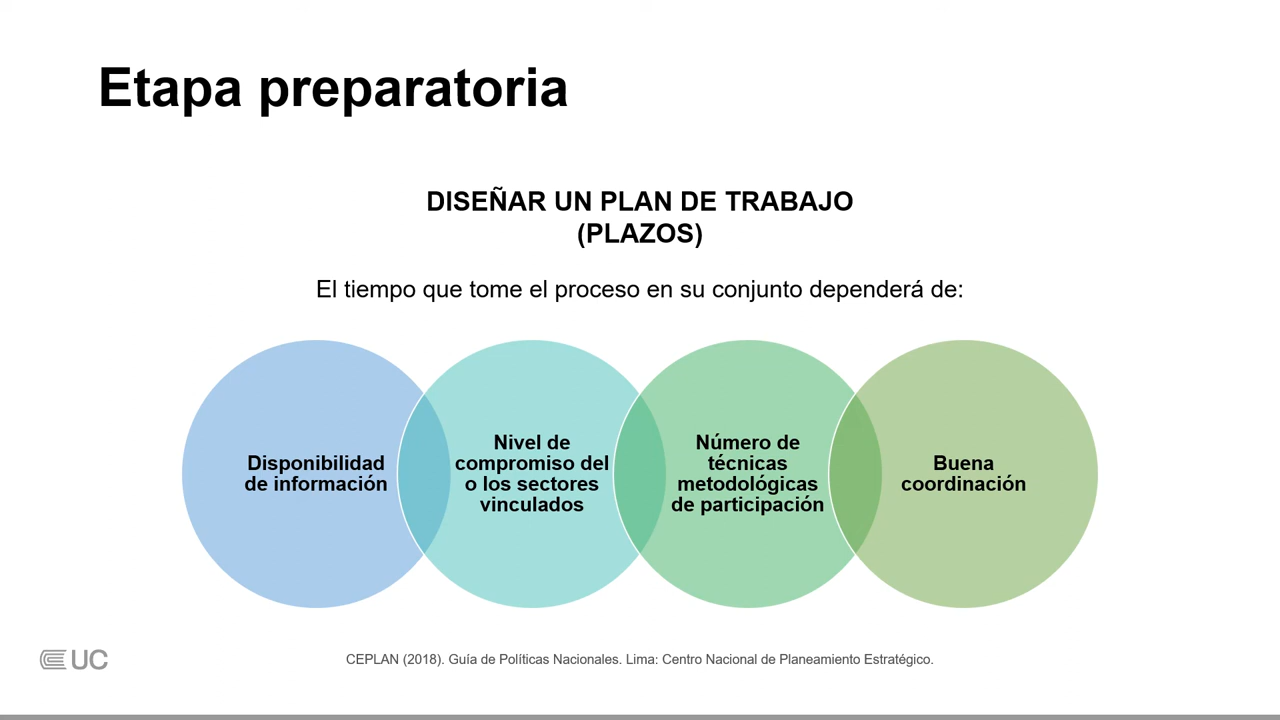 Etapa preparatoria
DISEÑAR UN PLAN DE TRABAJO
(PLAZOS)
El tiempo que tome el proceso en su conjunto dependerá de:
Disponibilidad
de información
Nivel de
compromiso del
o los sectores
vinculados
Número de
técnicas
metodológicas
de participación
Buena
coordinación
UC
CEPLAN (2018). Guía de Políticas Nacionales. Lima: Centro Nacional de Planeamiento Estratégico.